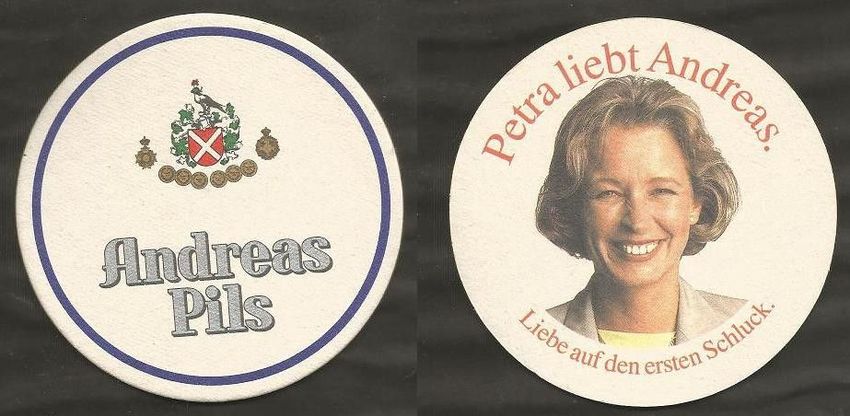 Andreas
Pils
Petra liebt Andreas.
Liebe auf den ersten Schluck.